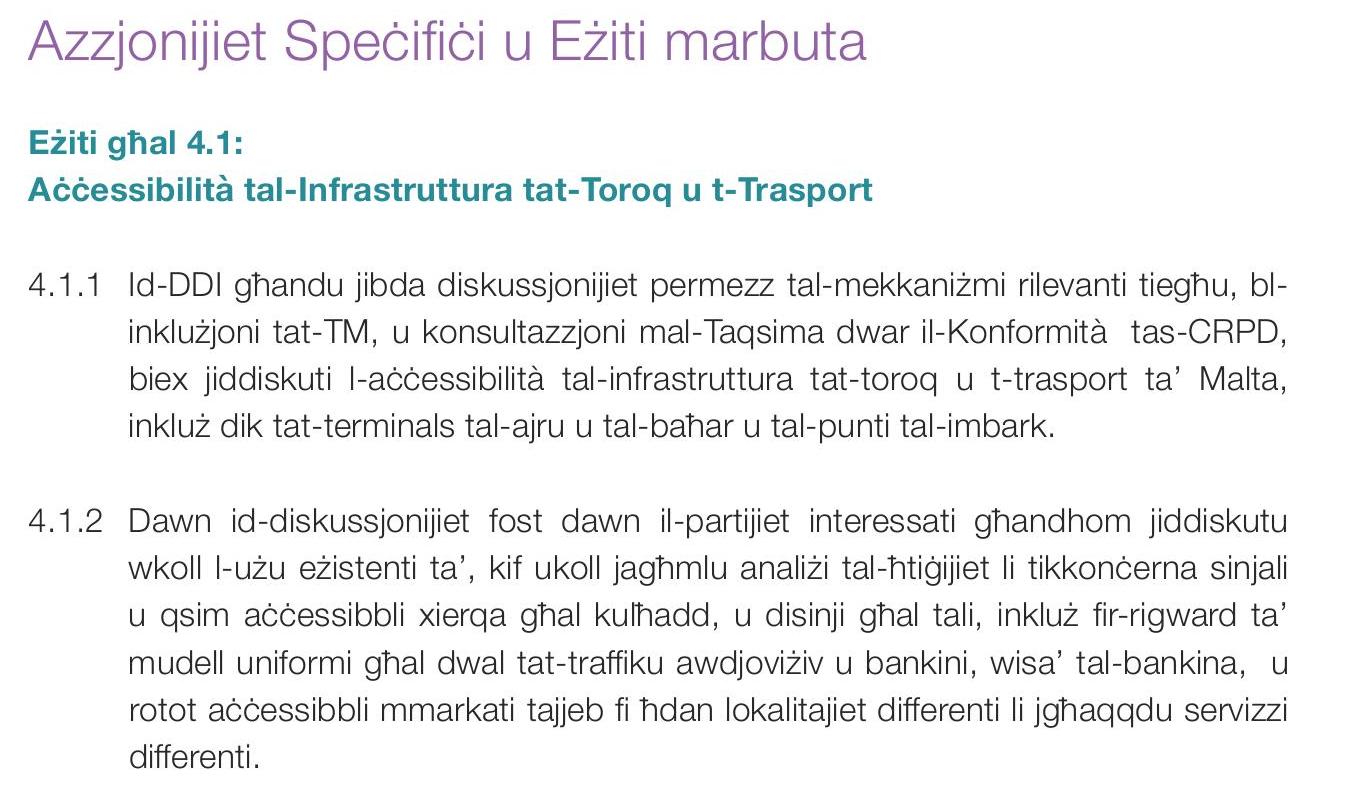 Azzjonijiet Speċifiċi u Eżiti marbuta
Eżiti għal 4.1:
Aċċessibilità tal-Infrastruttura tat-Toroq u t-Trasport
4.1.1 Id-DDI għandu jibda diskussjonijiet permezz tal-mekkaniżmi rilevanti tiegħu, bl-
inklużjoni tat-TM, u konsultazzjoni mal-Taqsima dwar il-Konformità tas-CRPD,
biex jiddiskuti l-aċċessibilità tal-infrastruttura tat-toroq u t-trasport ta’ Malta,
inkluż dik tat-terminals tal-ajru u tal-baħar u tal-punti tal-imbark.
4.1.2 Dawn id-diskussjonijiet fost dawn il-partijiet interessati għandhom jiddiskutu
wkoll l-użu eżistenti ta’, kif ukoll jagħmlu analiżi tal-ħtiġijiet li tikkonċerna sinjali
u qsim aċċessibbli xierqa għal kulħadd, u disinji għal tali, inkluż fir-rigward ta’
mudell uniformi għal dwal tat-traffiku awdjoviżiv u bankini, wisa’ tal-bankina, u
rotot aċċessibbli mmarkati tajjeb fi ħdan lokalitajiet differenti li jgħaqqdu servizzi
differenti.